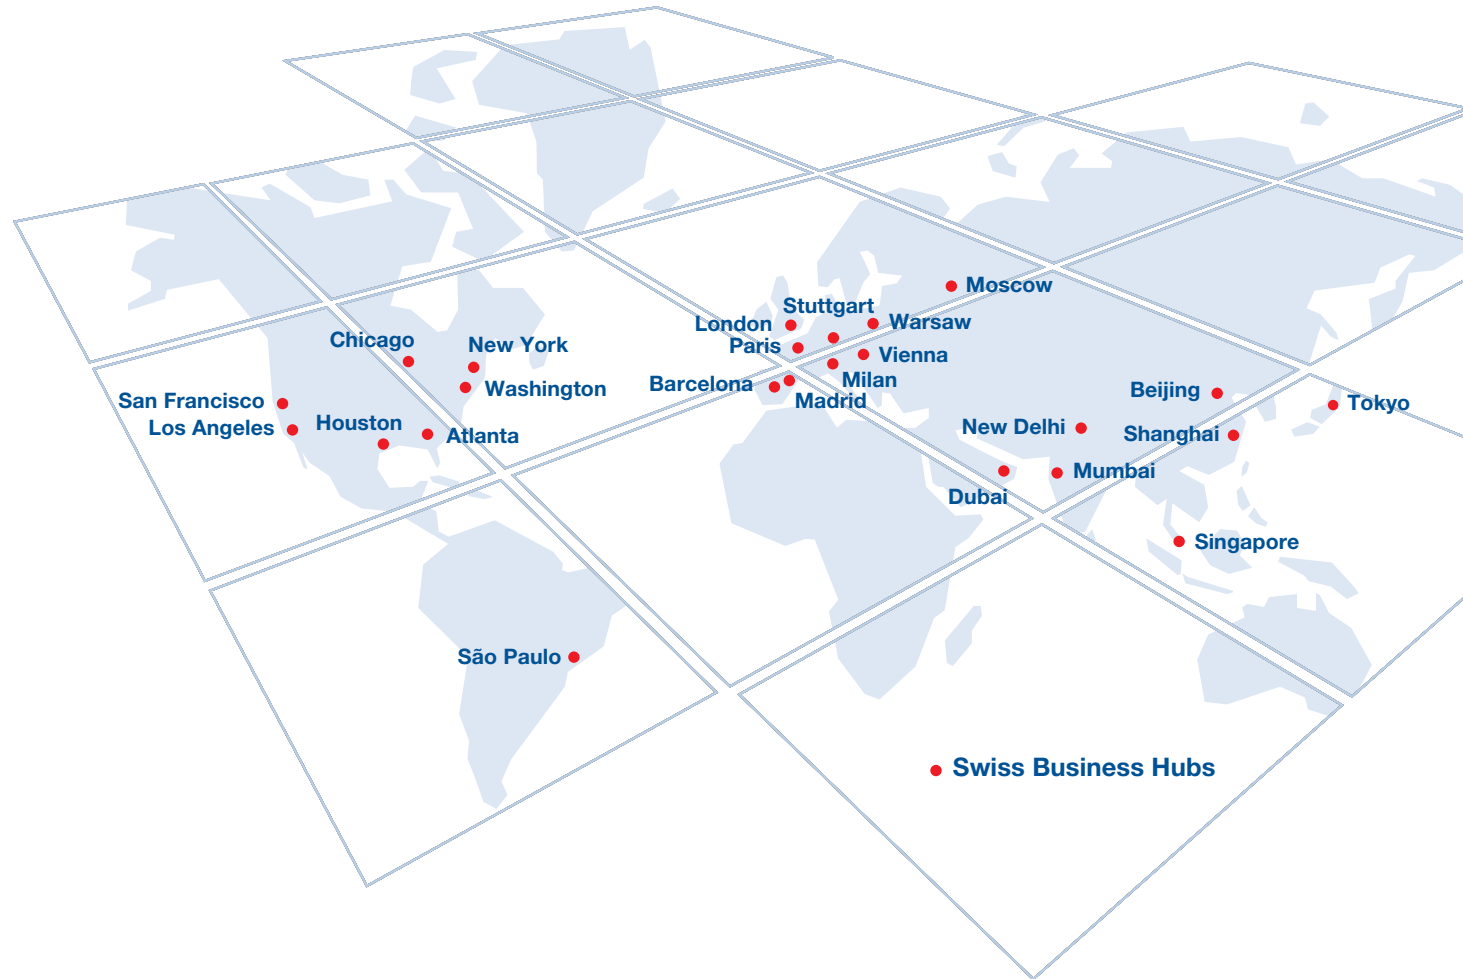 Moscow
Stuttgart
London
Warsaw
Paris
Vienna
Chicago
New York
Milan
Barcelona
Washington
Madrid
Beijing
San Francisco
Tokyo
Los Angeles
Houston
Atlanta
New Delhi
Shanghai
Mumbai
Dubai
Singapore
São Paulo
Swiss Business Hubs